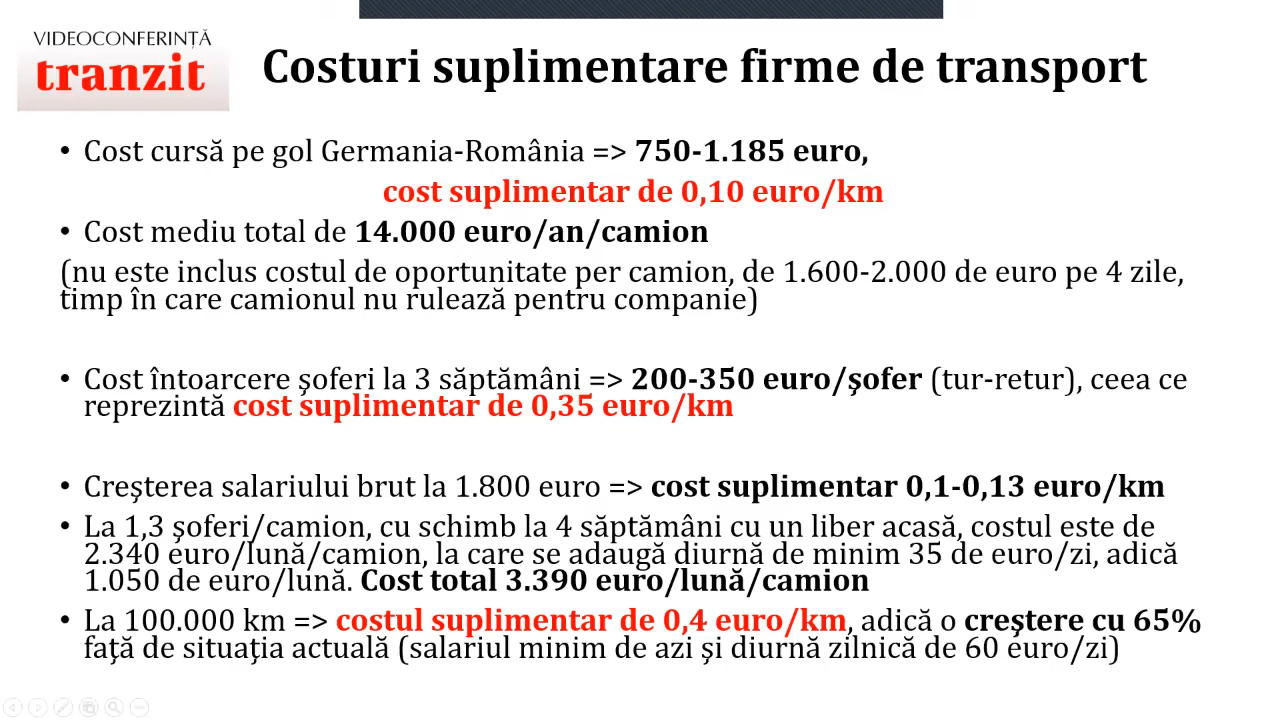 VIDEOCONFERINȚĂ
tranzit
Costuri suplimentare firme de transport
• Cost cursă pe gol Germania-România => 750-1.185 euro,
cost suplimentar de 0,10 euro/km
• Cost mediu total de 14.000 euro/an/camion
(nu este inclus costul de oportunitate per camion, de 1.600-2.000 de euro pe 4 zile,
timp în care camionul nu rulează pentru companie)
• Cost întoarcere șoferi la 3 săptămâni => 200-350 euro/șofer (tur-retur), ceea ce
reprezintă cost suplimentar de 0,35 euro/km
• Creșterea salariului brut la 1.800 euro => cost suplimentar 0,1-0,13 euro/km
• La 1,3 șoferi/camion, cu schimb la 4 săptămâni cu un liber acasă, costul este de
2.340 euro/lună/camion, la care se adaugă diurnă de minim 35 de euro/zi, adică
1.050 de euro/lună. Cost total 3.390 euro/lună/camion
• La 100.000 km => costul suplimentar de 0,4 euro/km, adică o creștere cu 65%
față de situația actuală (salariul minim de azi și diurnă zilnică de 60 euro/zi)